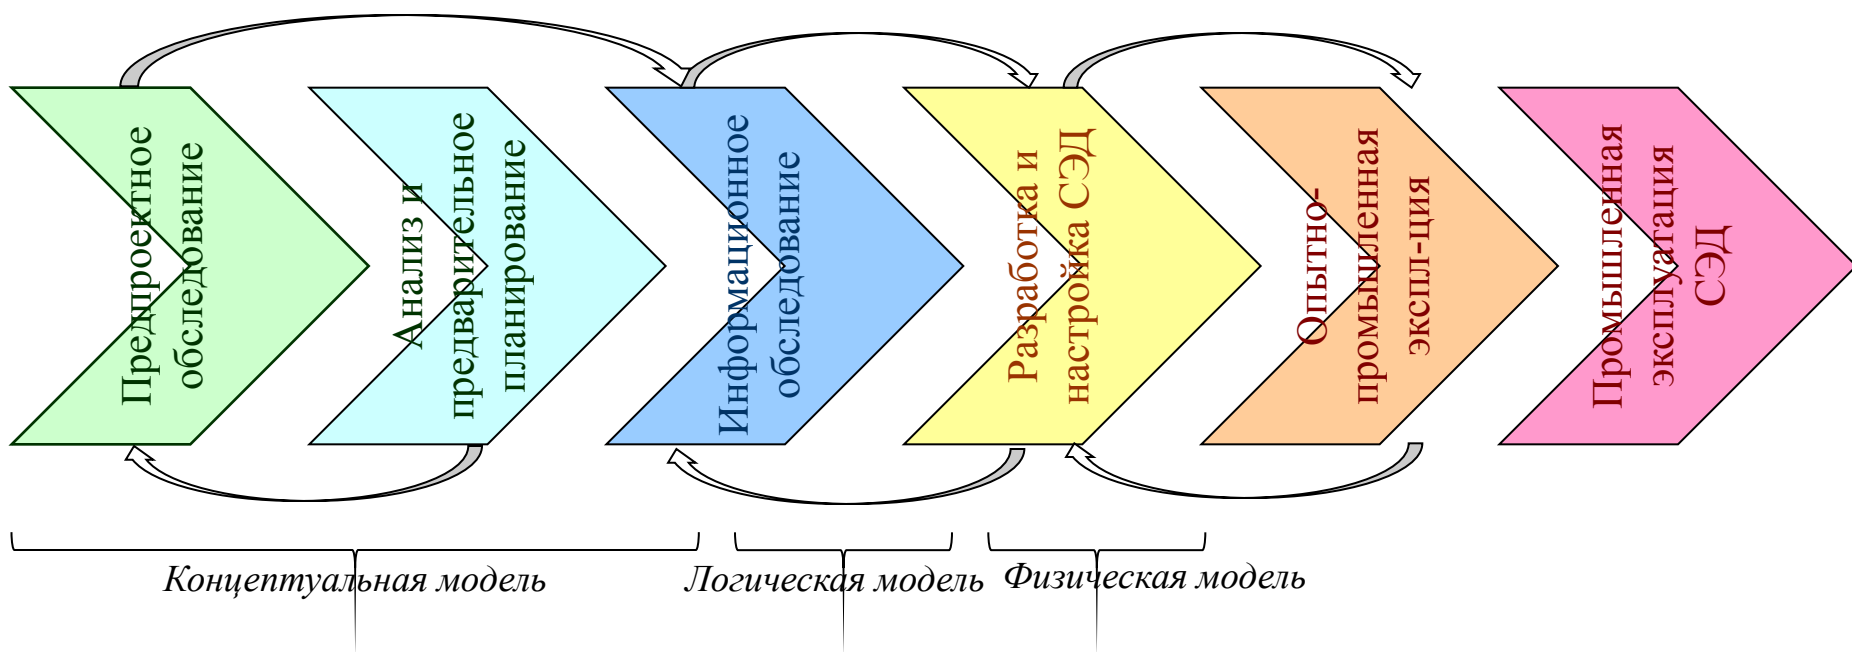 Предпроектное
обследование
Анализ и
предварительное
планирование
Информационное
обследование
Разработка и
настройка СЭД
Опытно-
промышленная
экспл-ция
Промышленная
эксплуатация
СЭД
Концептуальная модель
Логическая модель
Физическая модель